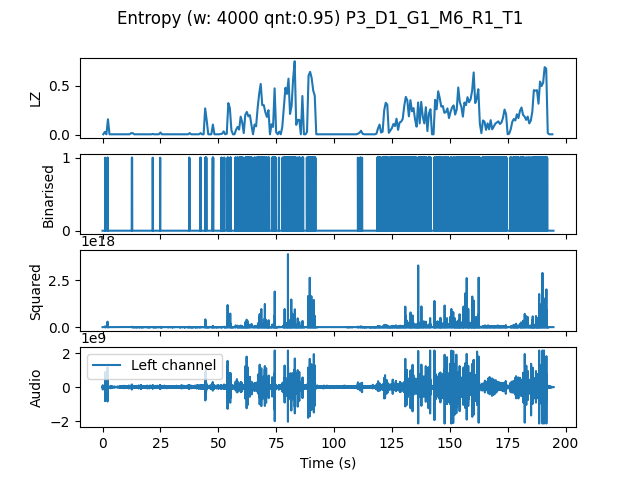 Entropy (w: 4000 qnt:0.95) P3_D1_G1_M6_R1_T1
LZ
0.5
0.0
Binarised
1
0
1e18
Squared
2.5
0.0
1e9
Audio
2
0
−2
Left channel
0 25 50 75 100 125 150 175 200
Time (s)